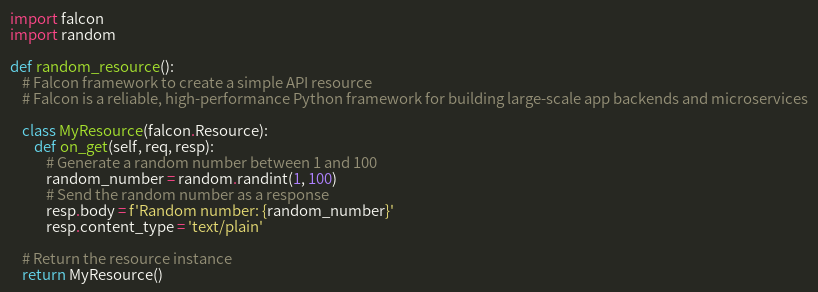 import falcon
import random
def random_resource():
# Falcon framework to create a simple API resource
# Falcon is a reliable, high-performance Python framework for building large-scale app backends and microservices
class MyResource(falcon.Resource):
def on_get(self, req, resp):
# Generate a random number between 1 and 100
random_number = random.randint(1, 100)
# Send the random number as a response
resp.body = f'Random number: {random_number}'
resp.content_type = 'text/plain'
# Return the resource instance
return MyResource()